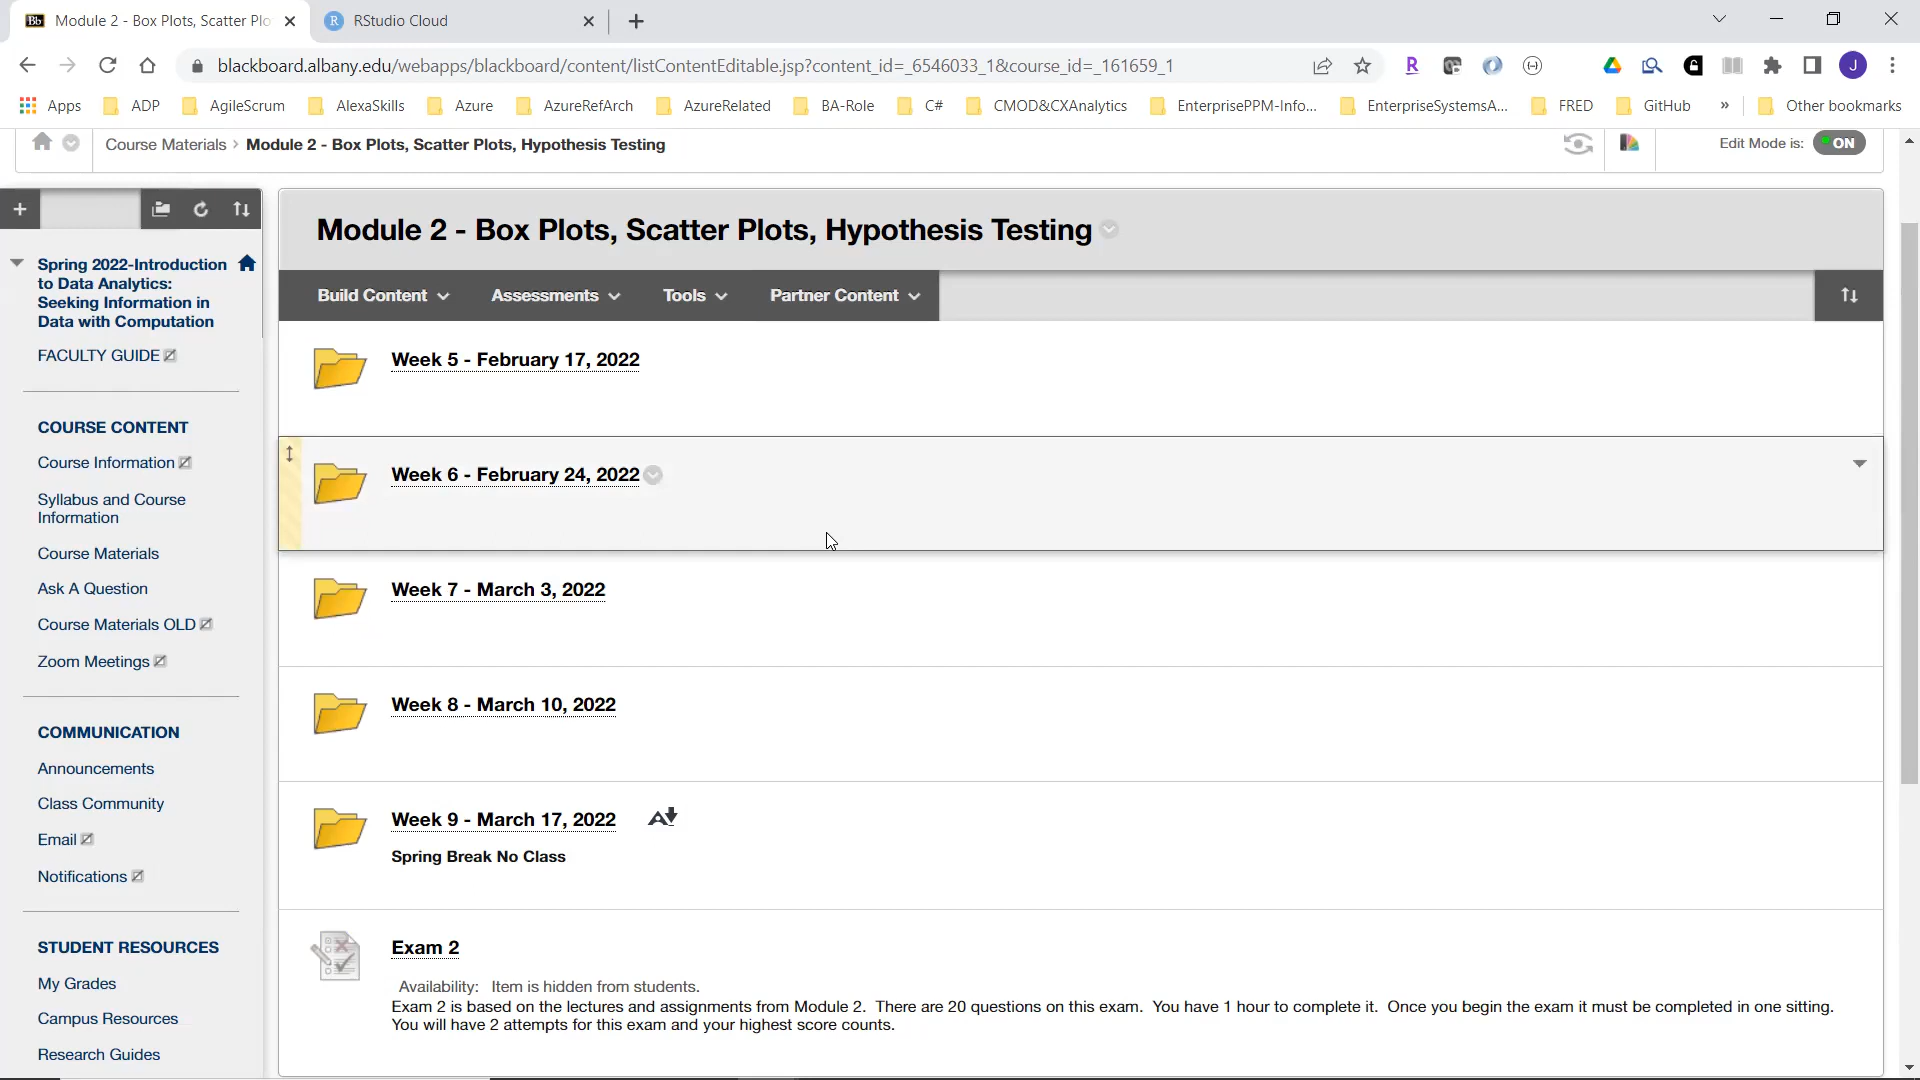 Bb Module 2 - Box Plots, Scatter Plo
R RStudio Cloud
blackboard.albany.edu/webapps/blackboard/content/listContentEditable.jsp?content_id=_6546033_1&course_id=_161659_1
R
J
Apps ADP AgileScrum AlexaSkills Azure AzureRefArch AzureRelated BA-Role C# CMOD&CXAnalytics EnterprisePPM-Info... EnterpriseSystemsA... FRED GitHub » Other bookmarks
Course Materials › Module 2 - Box Plots, Scatter Plots, Hypothesis Testing
Edit Mode is: ON
Spring 2022-Introduction
to Data Analytics:
Seeking Information in
Data with Computation
FACULTY GUIDE
COURSE CONTENT
Course Information
Syllabus and Course
Information
Course Materials
Ask A Question
Course Materials OLD
Zoom Meetings
COMMUNICATION
Announcements
Class Community
Email
Notifications
STUDENT RESOURCES
My Grades
Campus Resources
Research Guides
Module 2 - Box Plots, Scatter Plots, Hypothesis Testing
Build Content Assessments Tools Partner Content
Week 5 - February 17, 2022
Week 6 - February 24, 2022
Week 7 - March 3, 2022
Week 8 - March 10, 2022
Week 9 - March 17, 2022
Spring Break No Class
Exam 2
Availability: Item is hidden from students.
Exam 2 is based on the lectures and assignments from Module 2. There are 20 questions on this exam. You have 1 hour to complete it. Once you begin the exam it must be completed in one sitting.
You will have 2 attempts for this exam and your highest score counts.